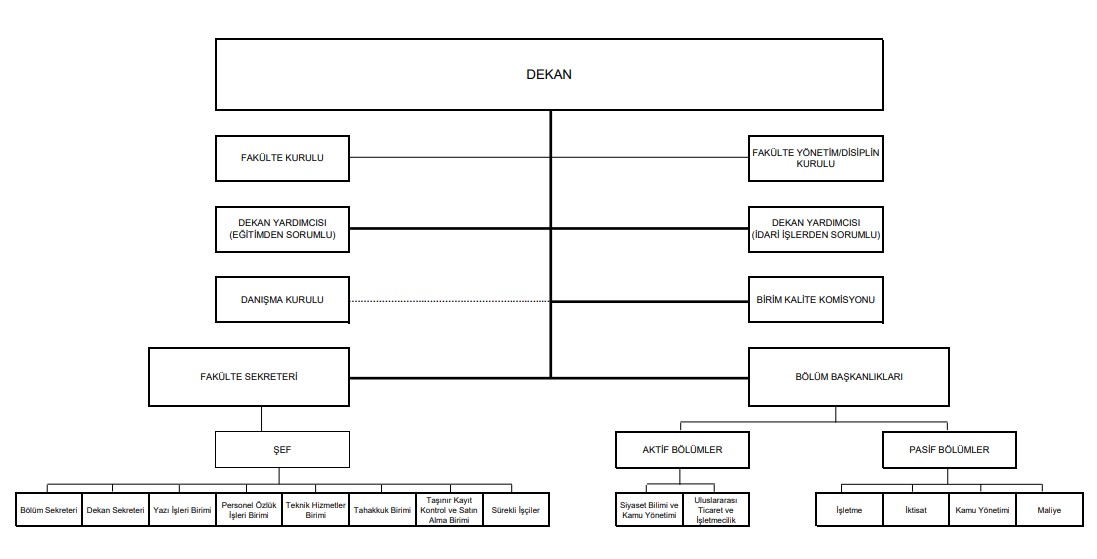 DEKAN
FAKÜLTE KURULU
FAKÜLTE YÖNETİM/DİSİPLİN
KURULU
DEKAN YARDIMCISI
(EĞİTİMDEN SORUMLU)
DEKAN YARDIMCISI
(İDARİ İŞLERDEN SORUMLU)
DANIŞMA KURULU
BİRİM KALİTE KOMİSYONU
FAKÜLTE SEKRETERİ
BÖLÜM BAŞKANLIKLARI
ŞEF
AKTİF BÖLÜMLER
PASİF BÖLÜMLER
Bölüm Sekreteri
Dekan Sekreteri
Yazı İşleri Birimi
Personel Özlük
İşleri Birimi
Teknik Hizmetler
Birimi
Tahakkuk Birimi
Taşınır Kayıt
Kontrol ve Satın
Alma Birimi
Sürekli İşçiler
Siyaset Bilimi ve
Kamu Yönetimi
Uluslararası
Ticaret ve
İşletmecilik
İşletme
İktisat
Kamu Yönetimi
Maliye